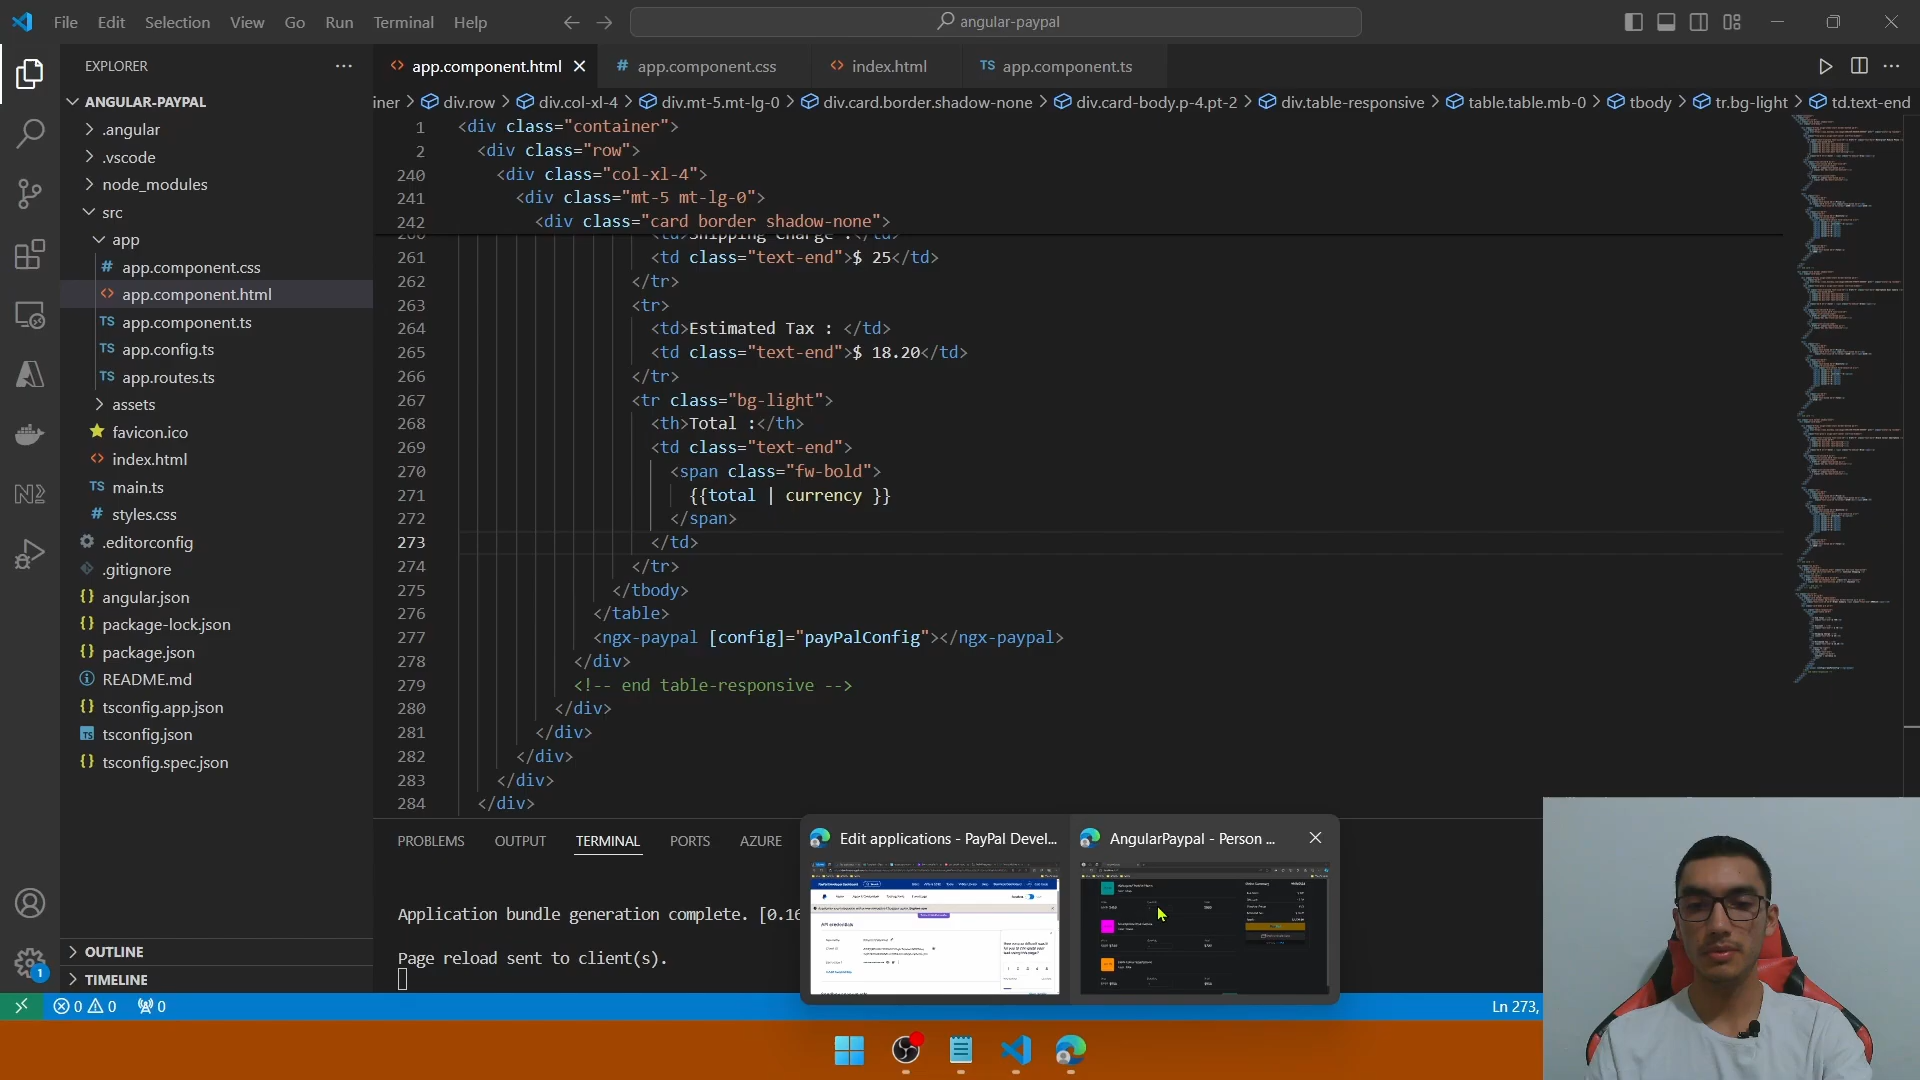 File Edit Selection View Go Run Terminal Help
angular-paypal
EXPLORER
app.component.html
app.component.css
index.html
app.component.ts
ANGULAR-PAYPAL
iner > div.row > div.col-xl-4 > div.mt-5.mt-lg-0 > div.card.border.shadow-none > div.card-body.p-4.pt-2 > div.table-responsive > table.table.mb-0 > tbody > tr.bg-light > td.text-end
.angular
.vscode
node_modules
src
app
app.component.css
app.component.html
app.component.ts
app.config.ts
app.routes.ts
assets
favicon.ico
index.html
main.ts
styles.css
.editorconfig
.gitignore
angular.json
package-lock.json
package.json
README.md
tsconfig.app.json
tsconfig.json
tsconfig.spec.json
OUTLINE
TIMELINE
1 <div class="container">
2 <div class="row">
240 <div class="col-xl-4">
241 <div class="mt-5 mt-lg-0">
242 <div class="card border shadow-none">
260 <td>Shipping Charge :</td>
261 <td class="text-end">$ 25</td>
262 </tr>
263 <tr>
264 <td>Estimated Tax : </td>
265 <td class="text-end">$ 18.20</td>
266 </tr>
267 <tr class="bg-light">
268 <th>Total :</th>
269 <td class="text-end">
270 <span class="fw-bold">
271 {{total | currency }}
272 </span>
273 </td>
274 </tr>
275 </tbody>
276 </table>
277 <ngx-paypal [config]="payPalConfig"></ngx-paypal>
278 </div>
279 <!-- end table-responsive -->
280 </div>
281 </div>
282 </div>
283 </div>
284 </div>
PROBLEMS OUTPUT TERMINAL PORTS AZURE
Application bundle generation complete. [0.16
Page reload sent to client(s).
Edit applications - PayPal Devel...
AngularPaypal - Person ...
1
0 0 0
Ln 273,